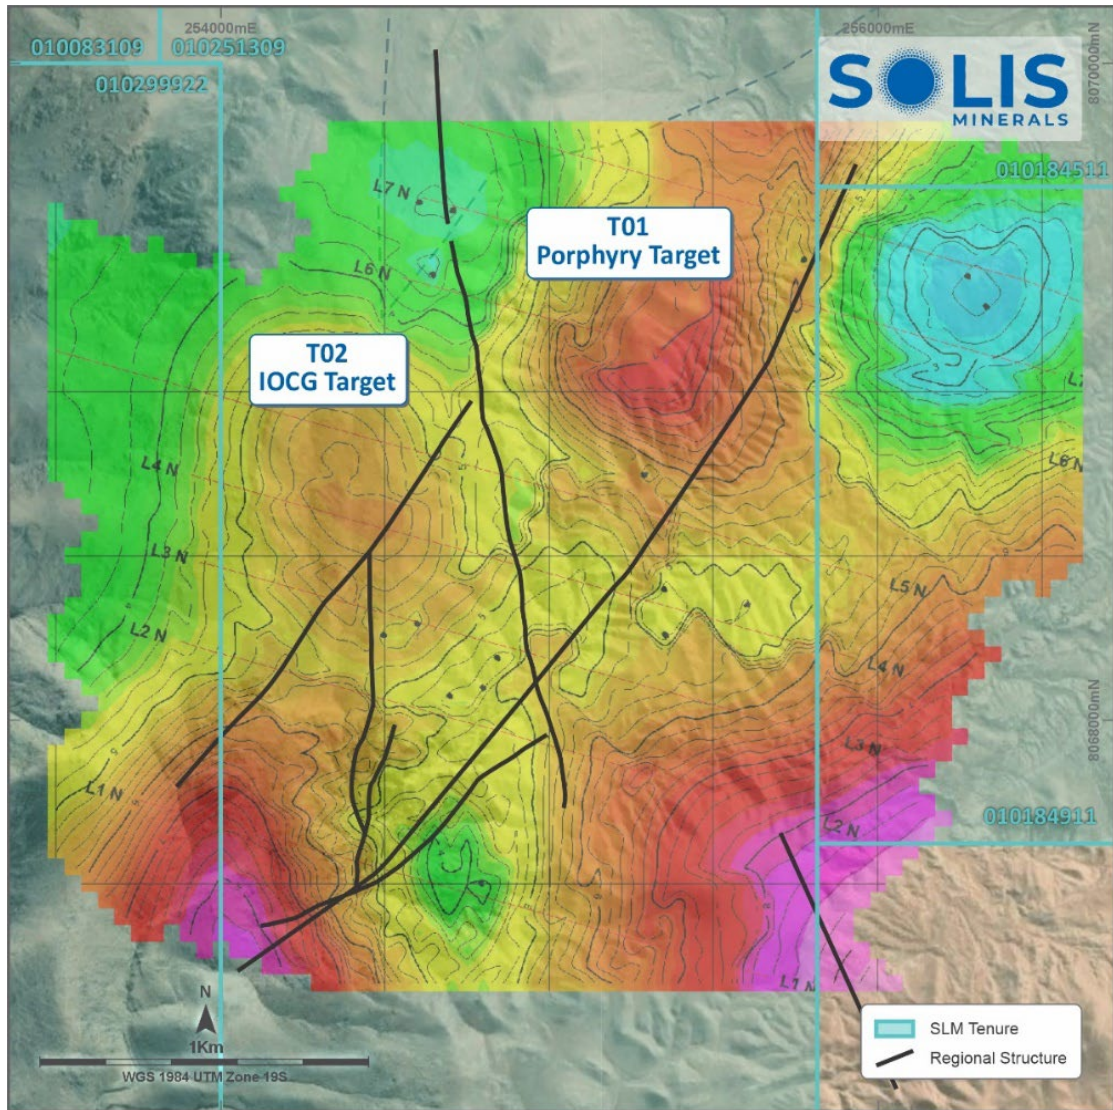 254000mE
256000mE
8070000mN
010083109
010251309
010299922
SOLIS
MINERALS
010184511
L7 N
L6 N
T01
Porphyry Target
T02
IOCG Target
L4 N
L3 N
L2 N
L1 N
L6 N
L5 N
L4 N
L3 N
L2 N
L1 N
8068000mN
010184911
N
1Km
WGS 1984 UTM Zone 19S
SLM Tenure
Regional Structure